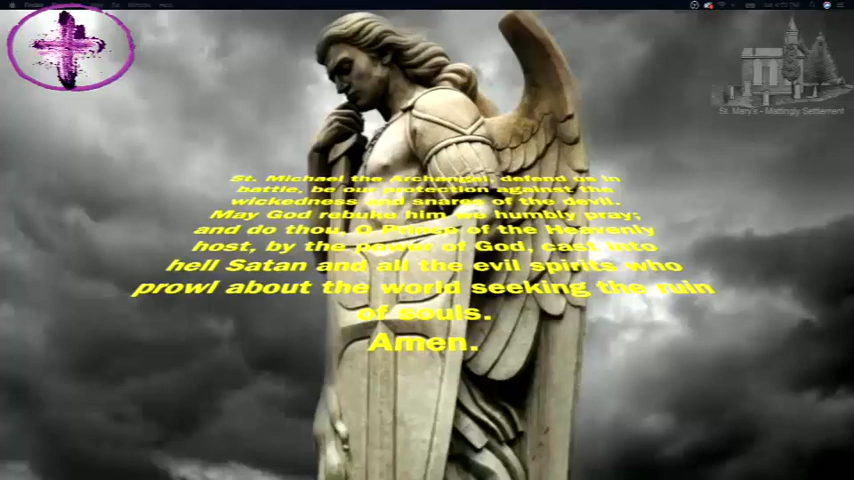 St. Mary's - Mattingly Settlement
St. Michael the Archangel, defend us in
battle, be our protection against the
wickedness and snares of the devil.
May God rebuke him we humbly pray;
and do thou, O Prince of the Heavenly
host, by the power of God, cast into
hell Satan and all the evil spirits who
prowl about the world seeking the ruin
of souls.
Amen.